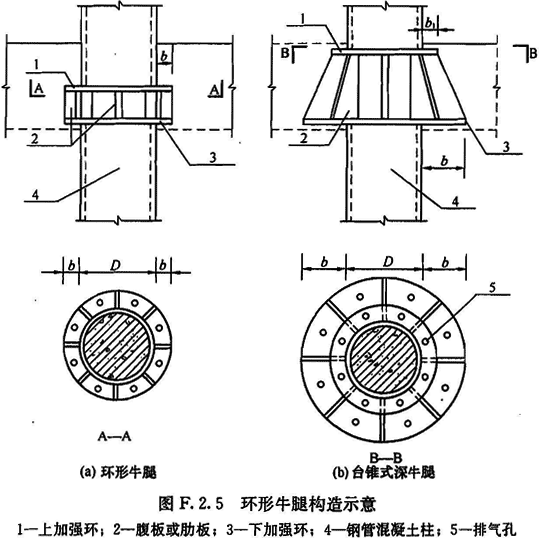 b
b₁
1
1
A
A
B
B
2
3
2
3
4
b
4
b
D
b
b
D
b
5
A—A
B—B
(a) 环形牛腿
(b) 台锥式深牛腿
图 F.2.5 环形牛腿构造示意
1—上加强环；2—腹板或肋板；3—下加强环；4—钢管混凝土柱；5—排气孔